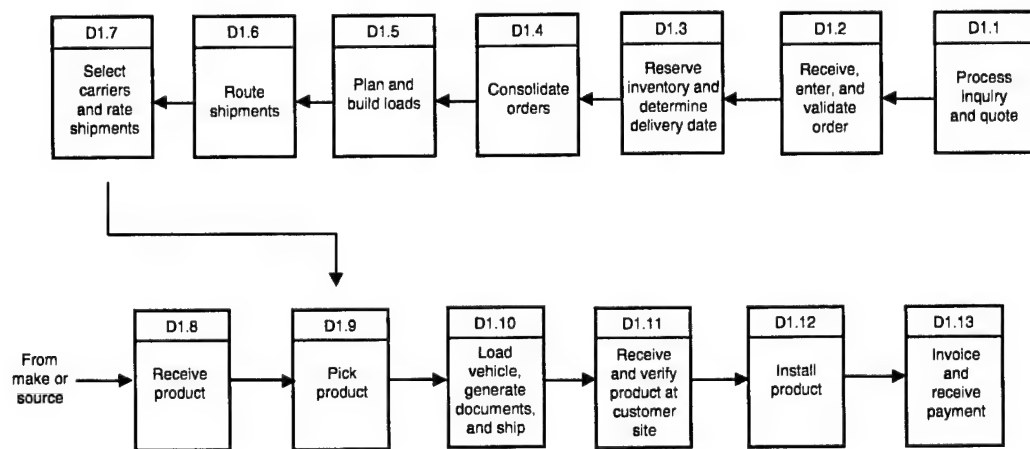 D1.7
Select
carriers
and rate
shipments
D1.6
Route
shipments
D1.5
Plan and
build loads
D1.4
Consolidate
orders
D1.3
Reserve
inventory and
determine
delivery date
D1.2
Receive,
enter, and
validate
order
D1.1
Process
inquiry
and quote
From
make or
source
D1.8
Receive
product
D1.9
Pick
product
D1.10
Load
vehicle,
generate
documents,
and ship
D1.11
Receive
and verify
product at
customer
site
D1.12
Install
product
D1.13
Invoice
and
receive
payment